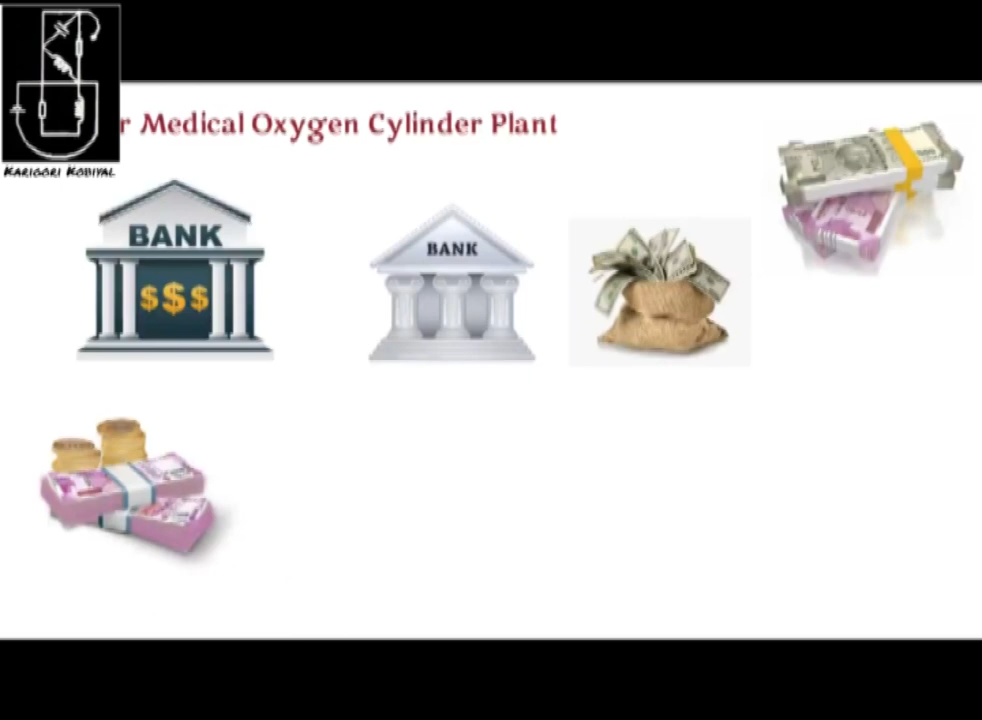 KARIGORI KOBIYAL
r Medical Oxygen Cylinder Plant
BANK
$$$
BANK